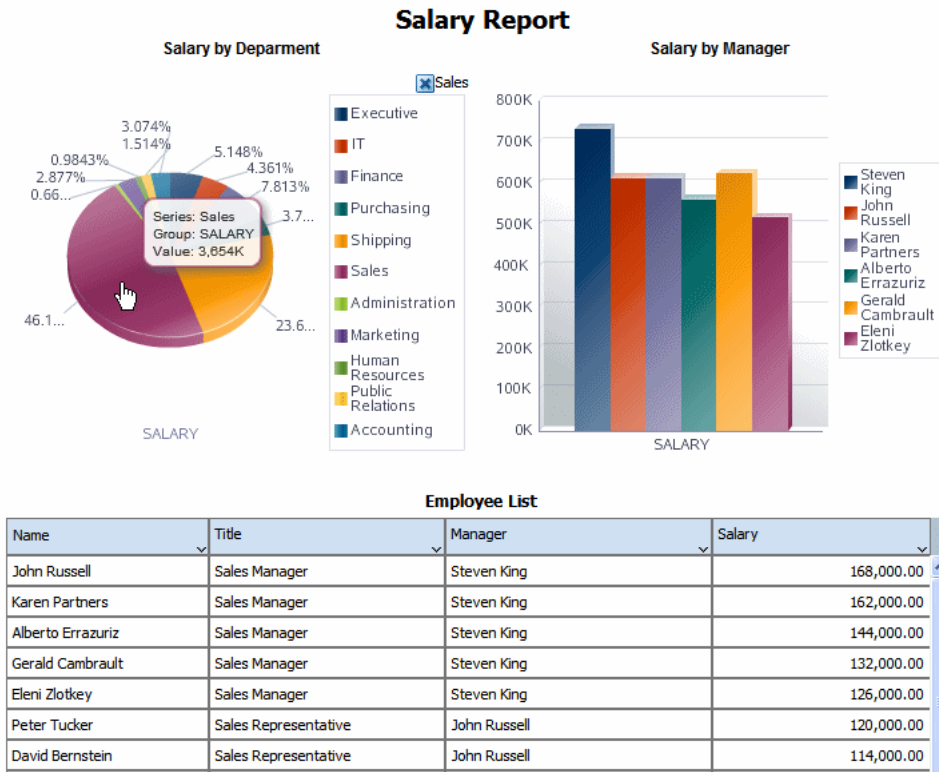 Salary Report
Salary by Deparment
Salary by Manager
Sales
Executive
IT
Finance
Purchasing
Shipping
Sales
Administration
Marketing
Human
Resources
Public
Relations
Accounting
3.074%
1.514%
0.9843%
2.877%
0.66...
5.148%
4.361%
7.813%
3.7...
46.1...
23.6...
Series: Sales
Group: SALARY
Value: 3,654K
SALARY
800K
700K
600K
500K
400K
300K
200K
100K
0K
SALARY
Steven
King
John
Russell
Karen
Partners
Alberto
Errazuriz
Gerald
Cambrault
Eleni
Zlotkey
Employee List
Name Title Manager Salary
John Russell Sales Manager Steven King 168,000.00
Karen Partners Sales Manager Steven King 162,000.00
Alberto Errazuriz Sales Manager Steven King 144,000.00
Gerald Cambrault Sales Manager Steven King 132,000.00
Eleni Zlotkey Sales Manager Steven King 126,000.00
Peter Tucker Sales Representative John Russell 120,000.00
David Bernstein Sales Representative John Russell 114,000.00